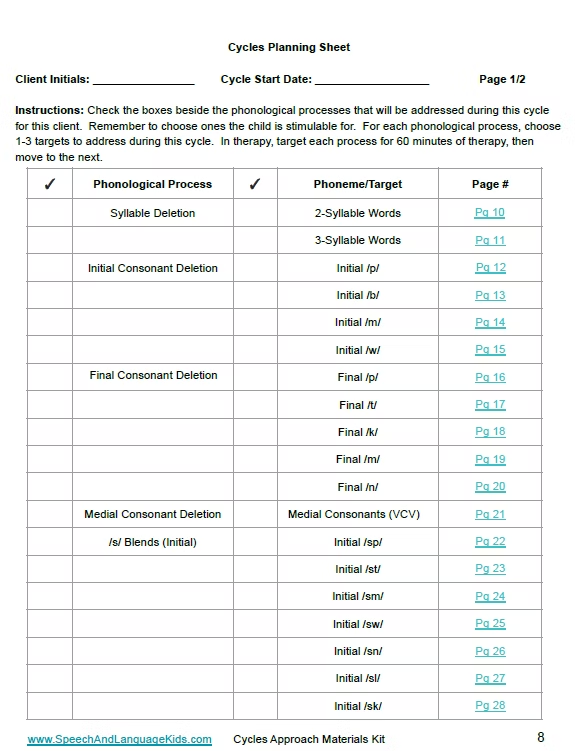 Cycles Planning Sheet
Client Initials: ________________ Cycle Start Date: __________________ Page 1/2
Instructions: Check the boxes beside the phonological processes that will be addressed during this cycle
for this client. Remember to choose ones the child is stimulable for. For each phonological process, choose
1-3 targets to address during this cycle. In therapy, target each process for 60 minutes of therapy, then
move to the next.
✓ Phonological Process ✓ Phoneme/Target Page #
Syllable Deletion 2-Syllable Words Pg 10
3-Syllable Words Pg 11
Initial Consonant Deletion Initial /p/ Pg 12
Initial /b/ Pg 13
Initial /m/ Pg 14
Initial /w/ Pg 15
Final Consonant Deletion Final /p/ Pg 16
Final /t/ Pg 17
Final /k/ Pg 18
Final /m/ Pg 19
Final /n/ Pg 20
Medial Consonant Deletion Medial Consonants (VCV) Pg 21
/s/ Blends (Initial) Initial /sp/ Pg 22
Initial /st/ Pg 23
Initial /sm/ Pg 24
Initial /sw/ Pg 25
Initial /sn/ Pg 26
Initial /sl/ Pg 27
Initial /sk/ Pg 28
www.SpeechAndLanguageKids.com Cycles Approach Materials Kit 8